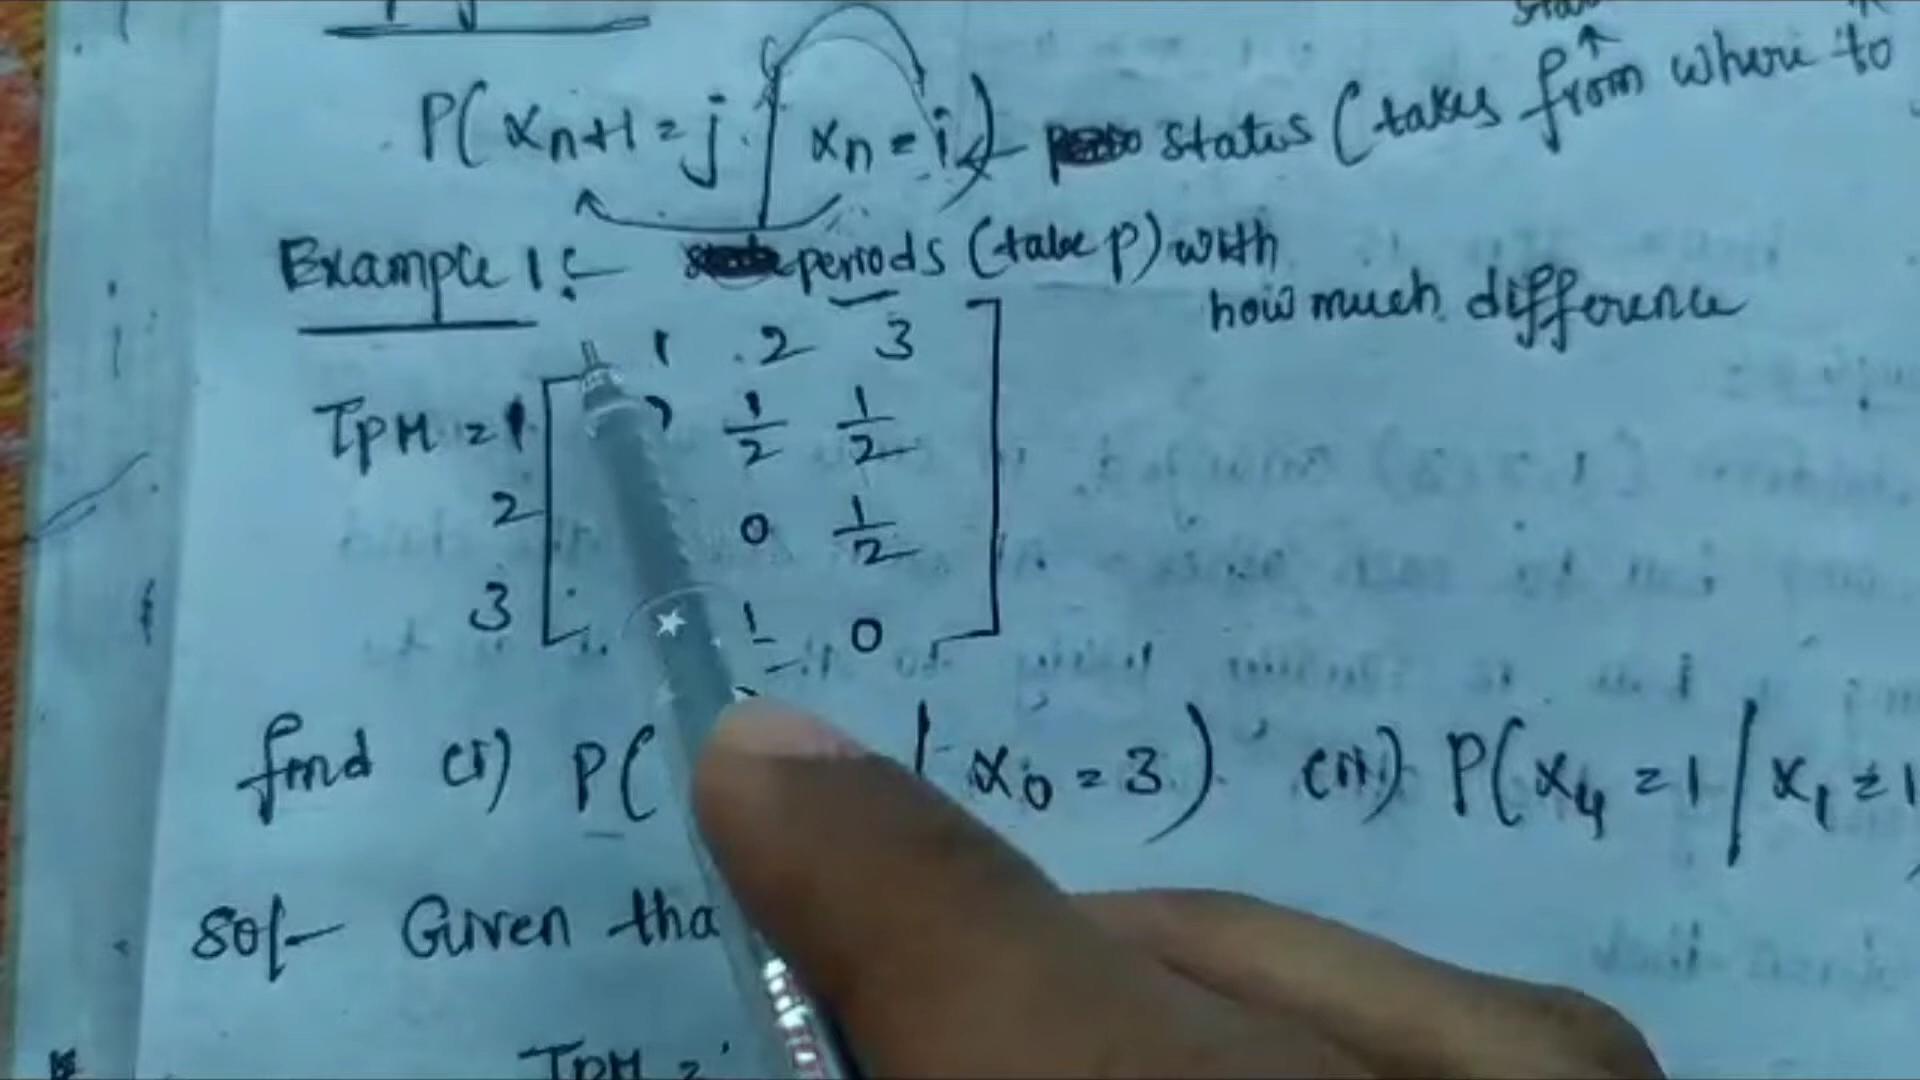 P(xn+1 = j / xn = i) status (takes from where to
Example 1:- periods (take p) with
how much difference
1 2 3
TPM = 1 1/2 1/2
2 0 1/2
3 1 0
find (i) P( / x0 = 3) (ii) P(x4 = 1 / x1 = 1
Sol- Given tha
TPM =